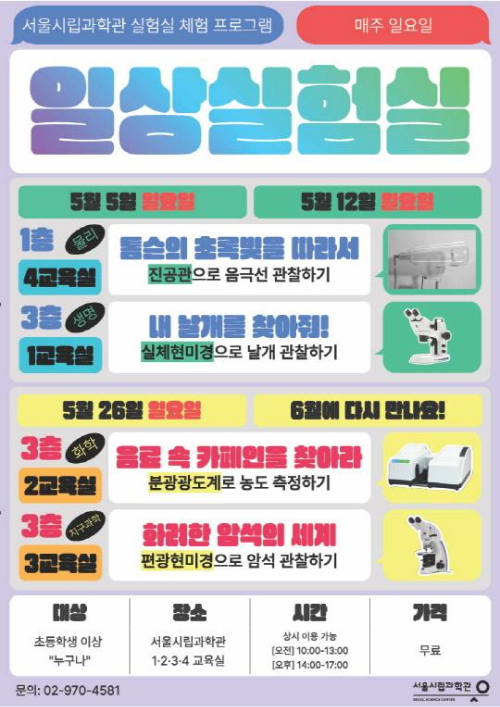 서울시립과학관 실험실 체험 프로그램
매주 일요일
일상실험실
5월 5일 일요일
5월 12일 일요일
1층 물리
4교육실
톰슨의 초록빛을 따라서
진공관으로 음극선 관찰하기
3층 생명
1교육실
내 날개를 찾아줘!
실체현미경으로 날개 관찰하기
5월 26일 일요일
6월에 다시 만나요!
3층 화학
2교육실
음료 속 카페인을 찾아라
분광광도계로 농도 측정하기
3층 지구과학
3교육실
화려한 암석의 세계
편광현미경으로 암석 관찰하기
대상
초등학생 이상
"누구나"
장소
서울시립과학관
1·2·3·4 교육실
시간
상시 이용 가능
[오전] 10:00-13:00
[오후] 14:00-17:00
가격
무료
문의: 02-970-4581
서울시립과학관
SEOUL SCIENCE CENTER